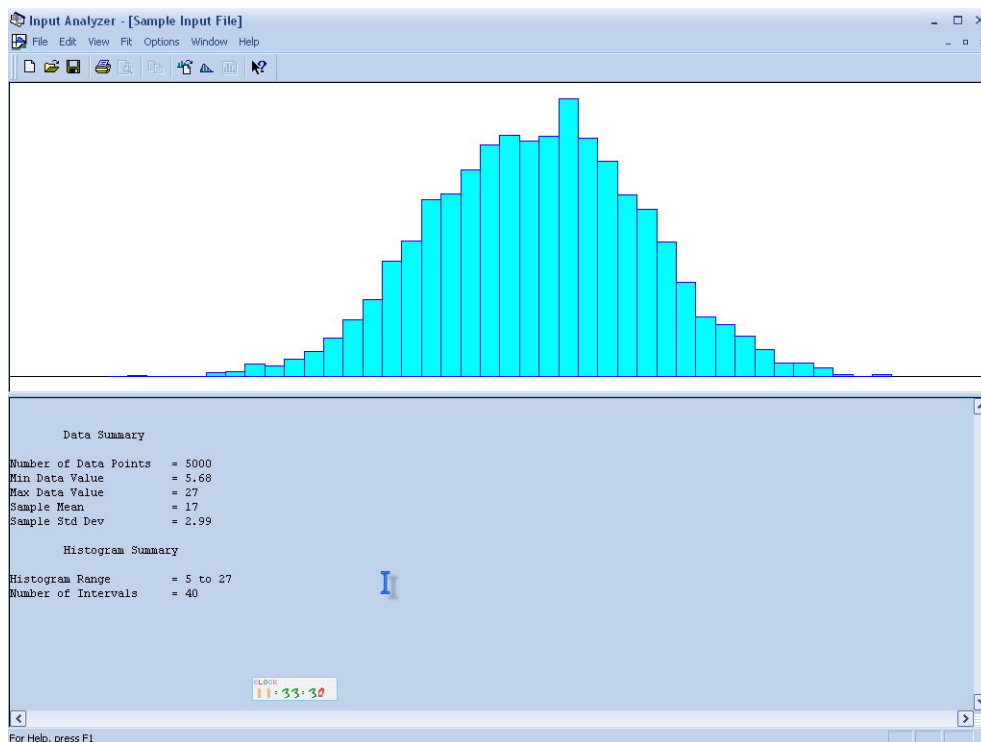 Input Analyzer - [Sample Input File]
File Edit View Fit Options Window Help
Data Summary
Number of Data Points = 5000
Min Data Value = 5.68
Max Data Value = 27
Sample Mean = 17
Sample Std Dev = 2.99
Histogram Summary
Histogram Range = 5 to 27
Number of Intervals = 40
CLOCK
11:33:30
For Help, press F1